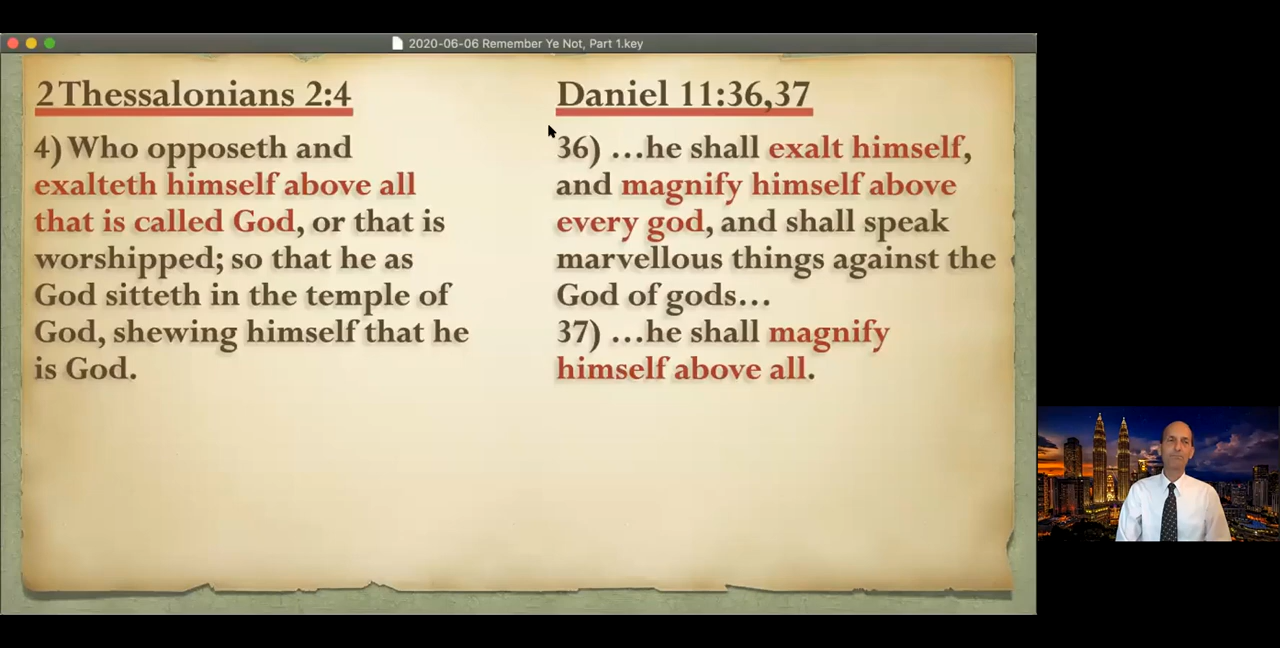 2020-06-06 Remember Ye Not, Part 1.key
2 Thessalonians 2:4
4) Who opposeth and
exalteth himself above all
that is called God, or that is
worshipped; so that he as
God sitteth in the temple of
God, shewing himself that he
is God.
Daniel 11:36,37
36) …he shall exalt himself,
and magnify himself above
every god, and shall speak
marvellous things against the
God of gods…
37) …he shall magnify
himself above all.